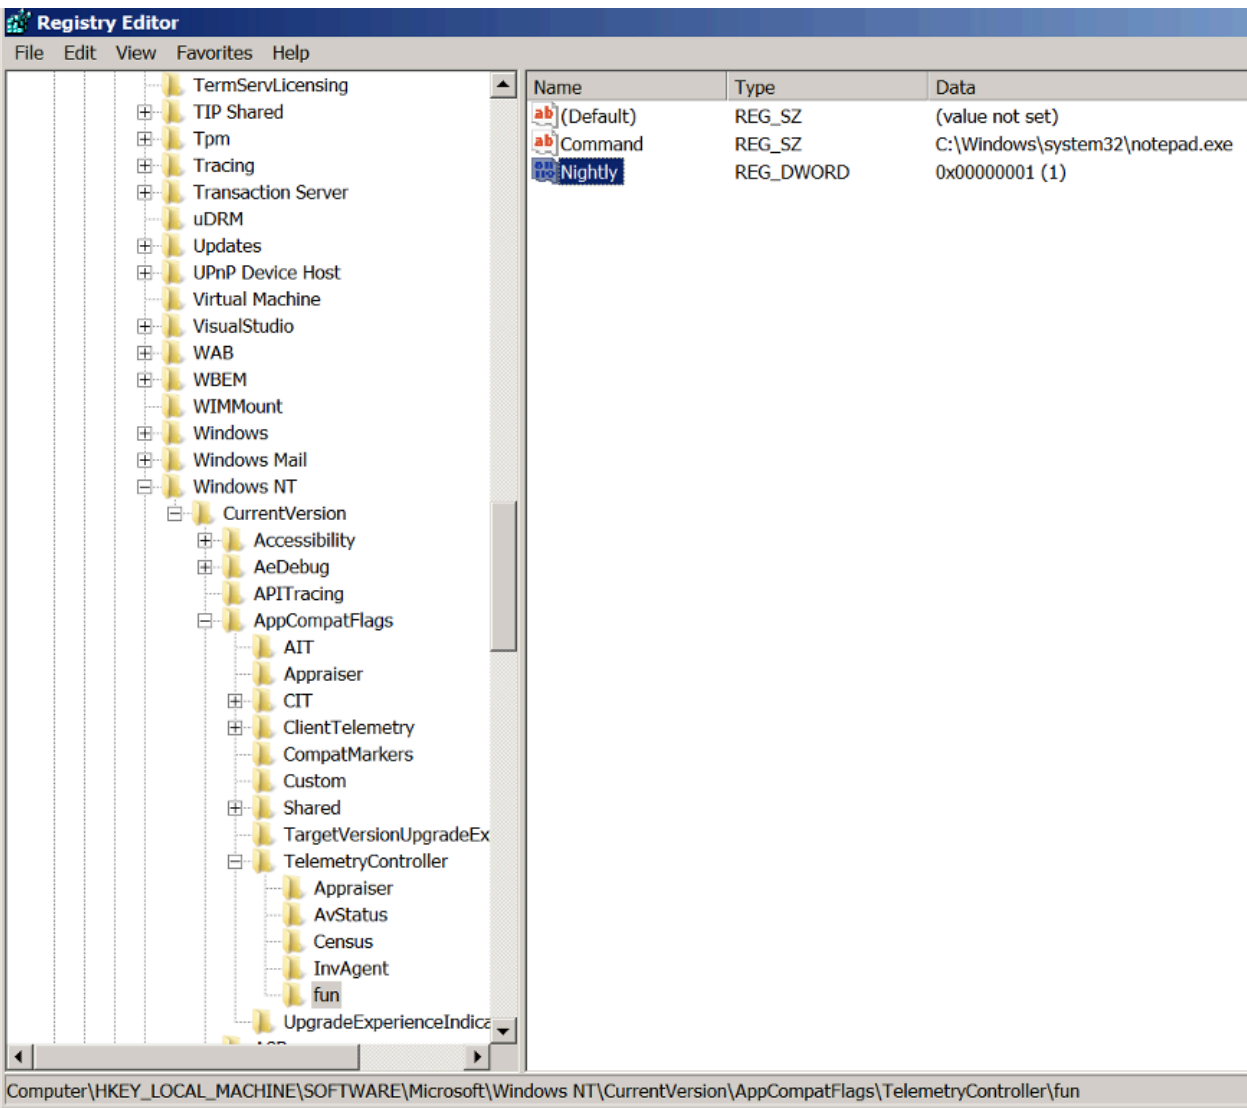 Registry Editor
File Edit View Favorites Help
TermServLicensing
TIP Shared
Tpm
Tracing
Transaction Server
uDRM
Updates
UPnP Device Host
Virtual Machine
VisualStudio
WAB
WBEM
WIMMount
Windows
Windows Mail
Windows NT
CurrentVersion
Accessibility
AeDebug
APITracing
AppCompatFlags
AIT
Appraiser
CIT
ClientTelemetry
CompatMarkers
Custom
Shared
TargetVersionUpgradeEx
TelemetryController
Appraiser
AvStatus
Census
InvAgent
fun
UpgradeExperienceIndica
Name Type Data
(Default) REG_SZ (value not set)
Command REG_SZ C:\Windows\system32\notepad.exe
Nightly REG_DWORD 0x00000001 (1)
Computer\HKEY_LOCAL_MACHINE\SOFTWARE\Microsoft\Windows NT\CurrentVersion\AppCompatFlags\TelemetryController\fun